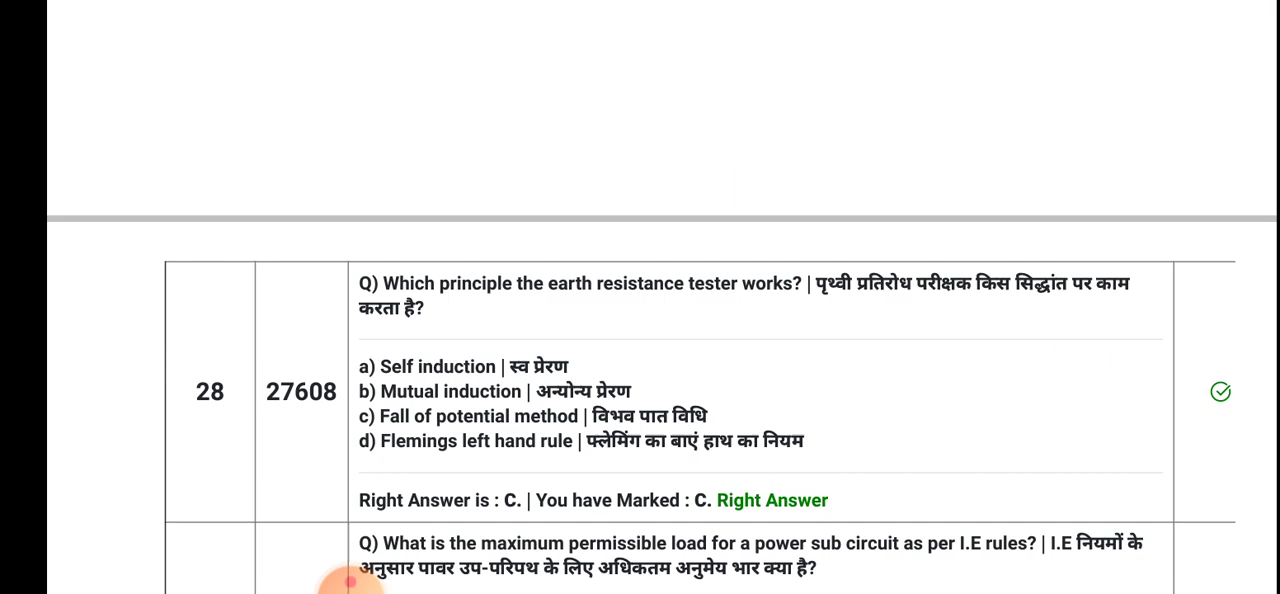 Q) Which principle the earth resistance tester works? | पृथ्वी प्रतिरोध परीक्षक किस सिद्धांत पर काम
करता है?
28
27608
a) Self induction | स्व प्रेरण
b) Mutual induction | अन्योन्य प्रेरण
c) Fall of potential method | विभव पात विधि
d) Flemings left hand rule | फ्लेमिंग का बाएं हाथ का नियम
Right Answer is : C. | You have Marked : C. Right Answer
Q) What is the maximum permissible load for a power sub circuit as per I.E rules? | I.E नियमों के
अनुसार पावर उप-परिपथ के लिए अधिकतम अनुमेय भार क्या है?